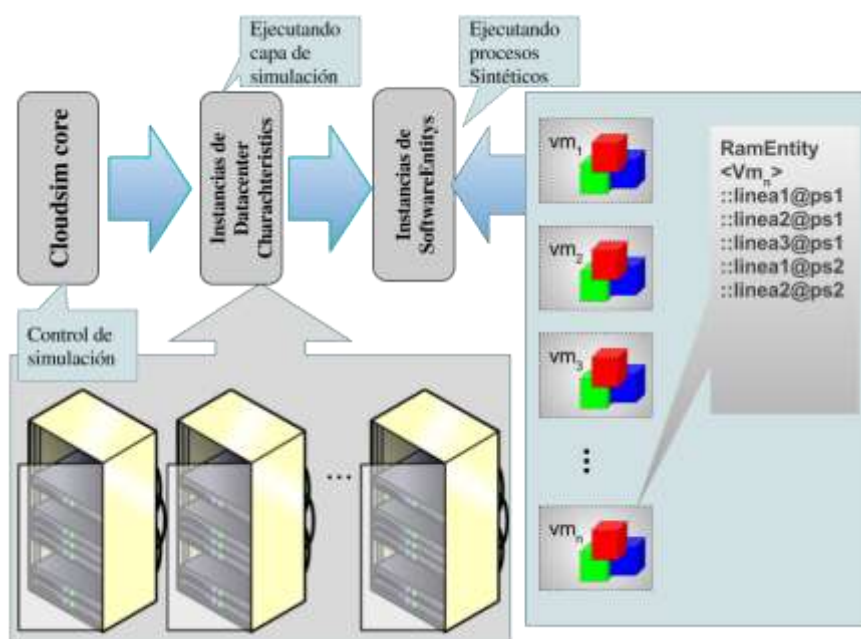 Ejecutando
capa de
simulación
Ejecutando
procesos
Sintéticos
Cloudsim core
Instancias de
Datacenter
Charachteristics
Instancias de
SoftwareEntitys
Control de
simulación
...
vm1
vm2
vm3
...
vmn
RamEntity
<Vmn>
::linea1@ps1
::linea2@ps1
::linea3@ps1
::linea1@ps2
::linea2@ps2